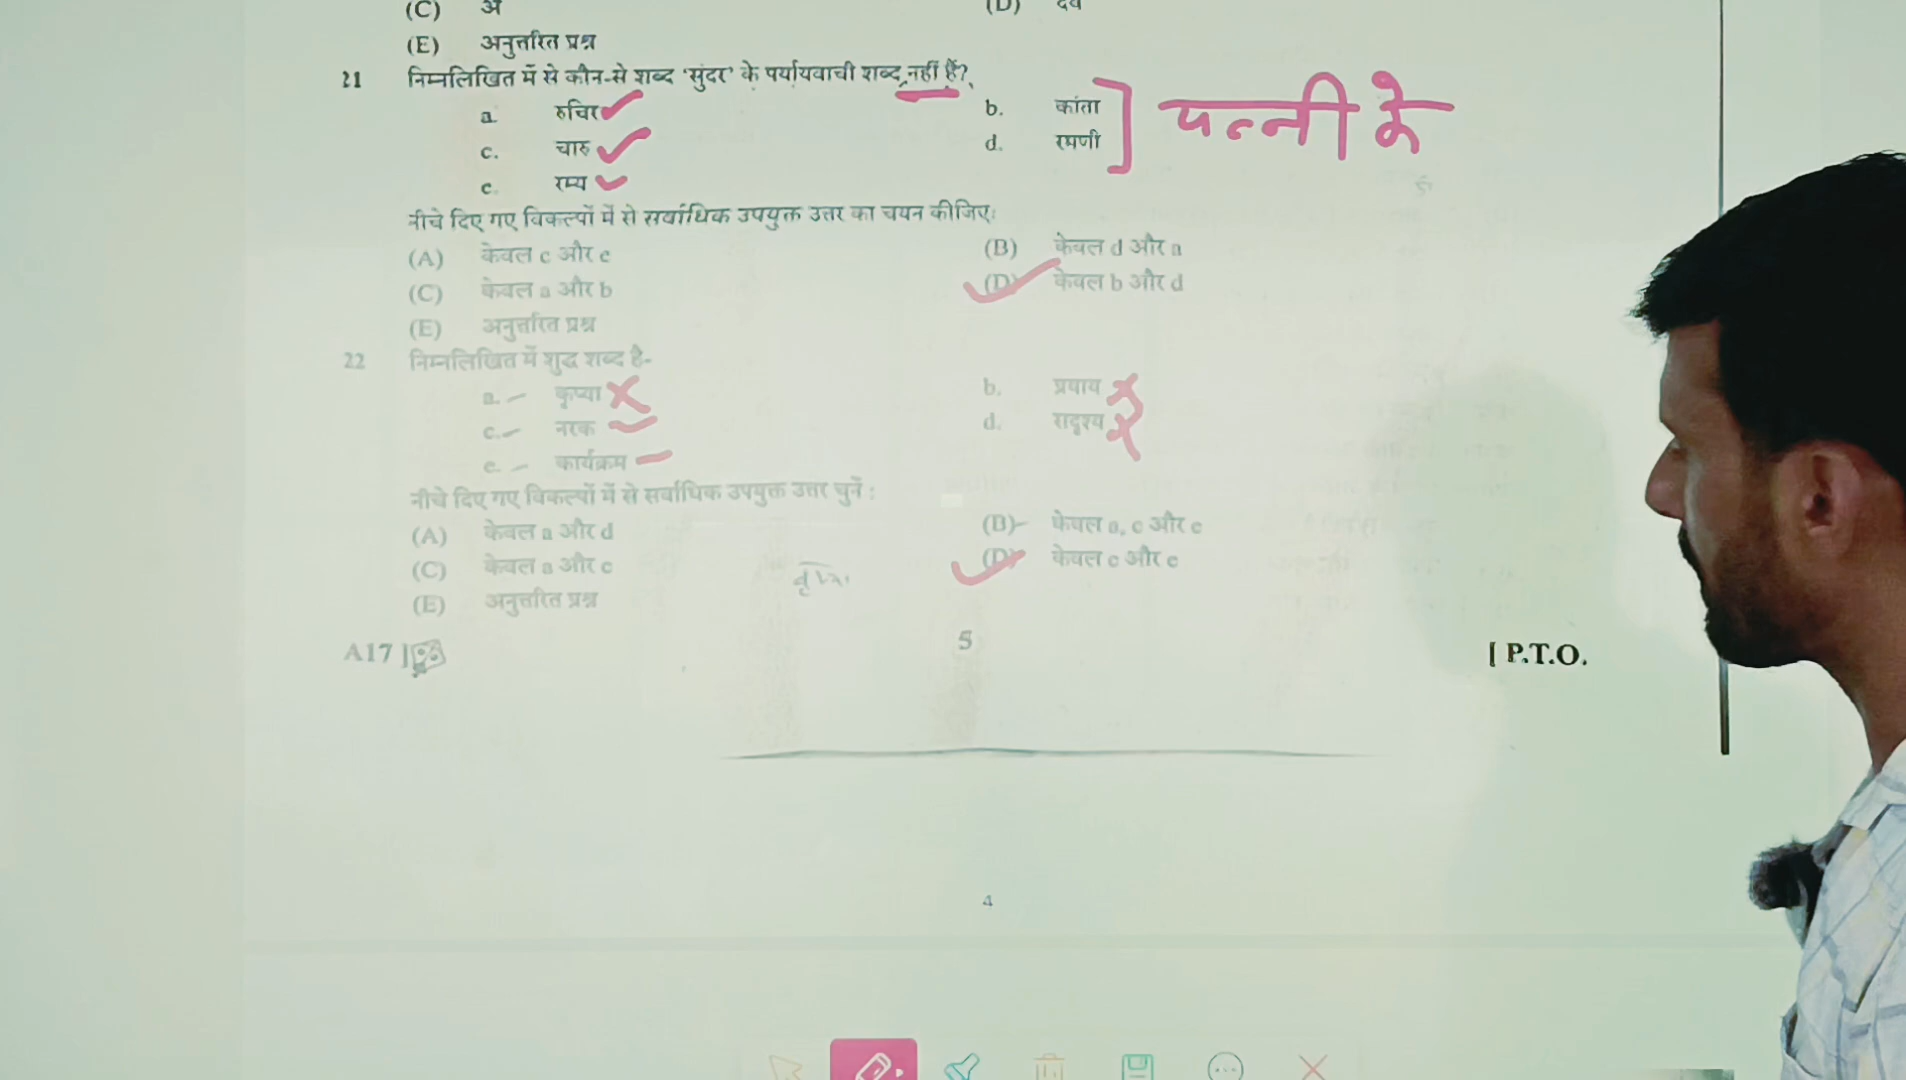 (C) अ (D) देव
(E) अनुत्तरित प्रश्न
21 निम्नलिखित में से कौन-से शब्द 'सुंदर' के पर्यायवाची शब्द नहीं हैं?
a. रुचिर b. कांता
c. चारु d. रमणी
e. रम्य
पत्नी के
नीचे दिए गए विकल्पों में से सर्वाधिक उपयुक्त उत्तर का चयन कीजिए:
(A) केवल c और e (B) केवल d और a
(C) केवल a और b (D) केवल b और d
(E) अनुत्तरित प्रश्न
22 निम्नलिखित में शुद्ध शब्द है-
a. कृप्या b.
c. नरक d. सदृश्य
e. कार्यक्रम
नीचे दिए गए विकल्पों में से सर्वाधिक उपयुक्त उत्तर चुनें :
(A) केवल a और d (B) केवल a, c और e
(C) केवल a और c (D) केवल c और e
(E) अनुत्तरित प्रश्न
A17 ] 5 [ P.T.O.
4